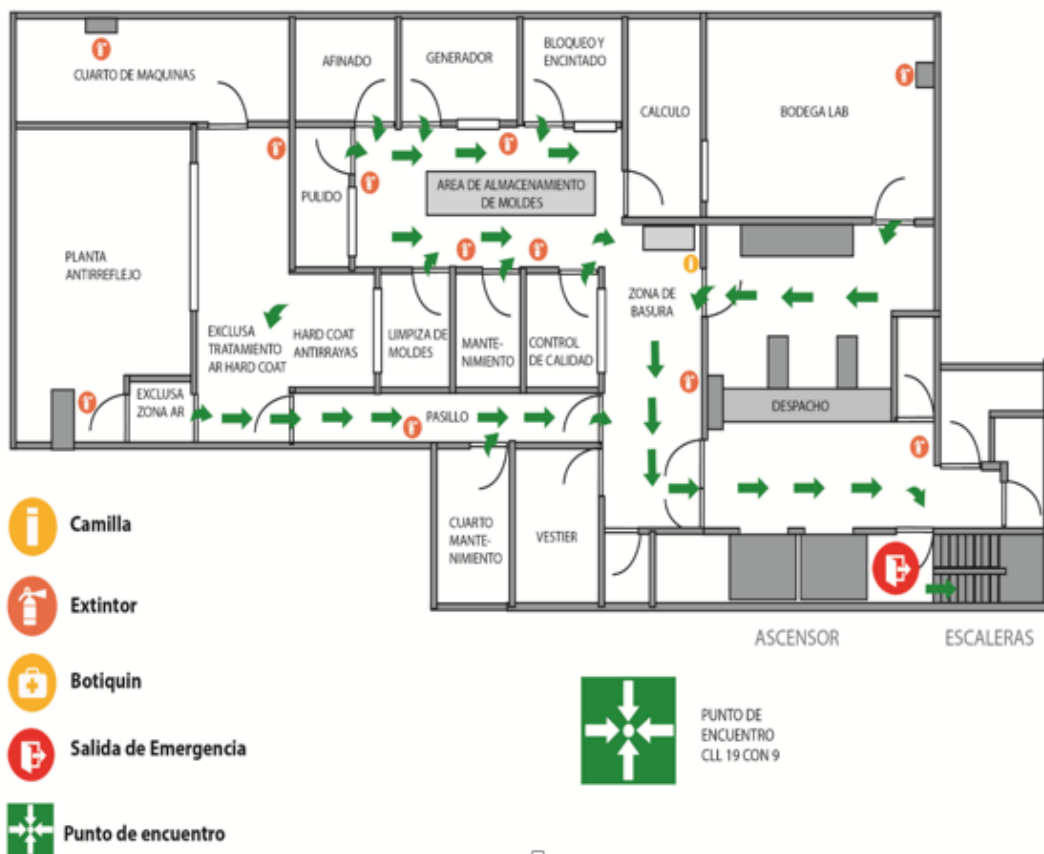 CUARTO DE MAQUINAS
AFINADO
GENERADOR
BLOQUEO Y
ENCINTADO
CALCULO
BODEGA LAB
PULIDO
AREA DE ALMACENAMIENTO
DE MOLDES
PLANTA
ANTIRREFLEJO
EXCLUSA
TRATAMIENTO
AR HARD COAT
HARD COAT
ANTIRRAYAS
LIMPIZA DE
MOLDES
MANTE-
NIMIENTO
CONTROL
DE CALIDAD
ZONA DE
BASURA
EXCLUSA
ZONA AR
PASILLO
DESPACHO
CUARTO
MANTE-
NIMIENTO
VESTIER
ASCENSOR
ESCALERAS
Camilla
Extintor
Botiquin
Salida de Emergencia
Punto de encuentro
PUNTO DE
ENCUENTRO
CLL 19 CON 9